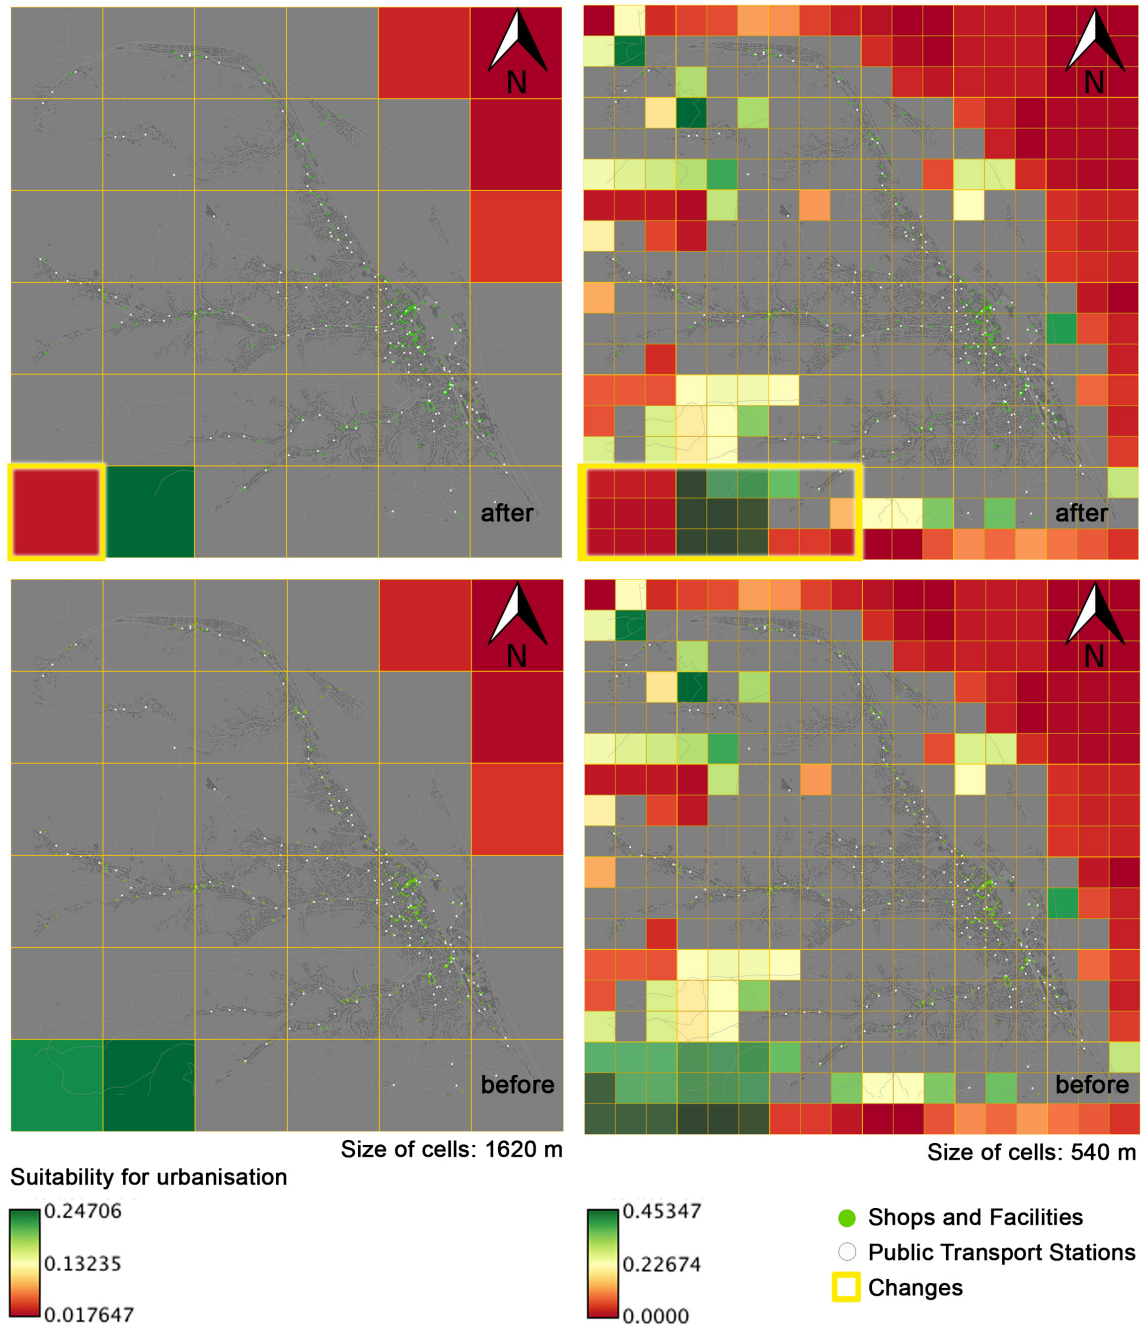 N
N
after
after
N
N
before
before
Size of cells: 1620 m
Size of cells: 540 m
Suitability for urbanisation
0.24706
0.13235
0.017647
0.45347
0.22674
0.0000
Shops and Facilities
Public Transport Stations
Changes